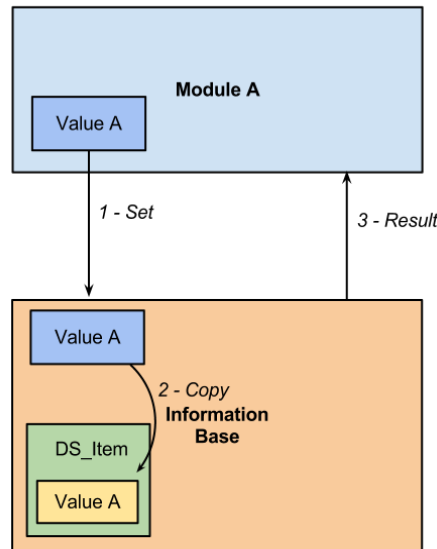 Module A
Value A
1 - Set
3 - Result
Value A
2 - Copy
Information
Base
DS_Item
Value A